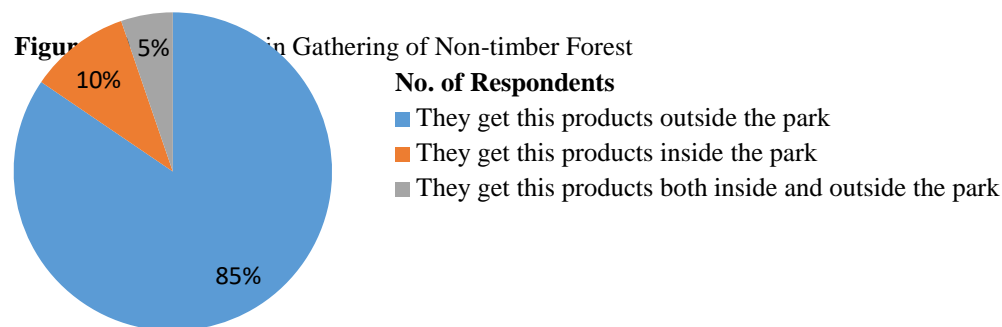 Figur in Gathering of Non-timber Forest
No. of Respondents
They get this products outside the park
They get this products inside the park
They get this products both inside and outside the park
5%
10%
85%